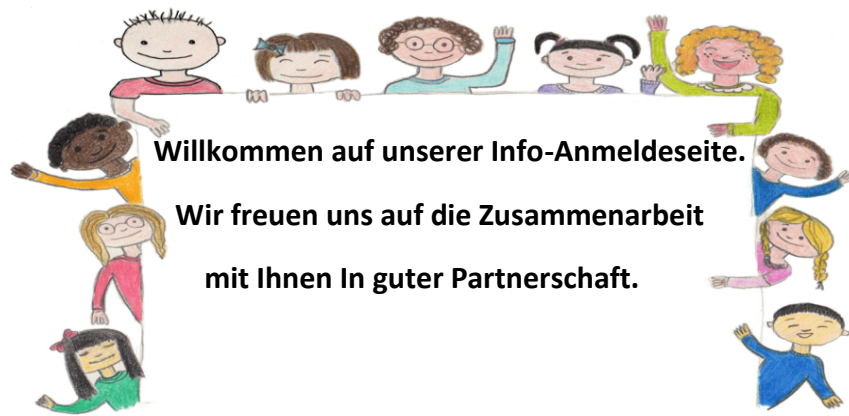 Willkommen auf unserer Info-Anmeldeseite.
Wir freuen uns auf die Zusammenarbeit
mit Ihnen In guter Partnerschaft.